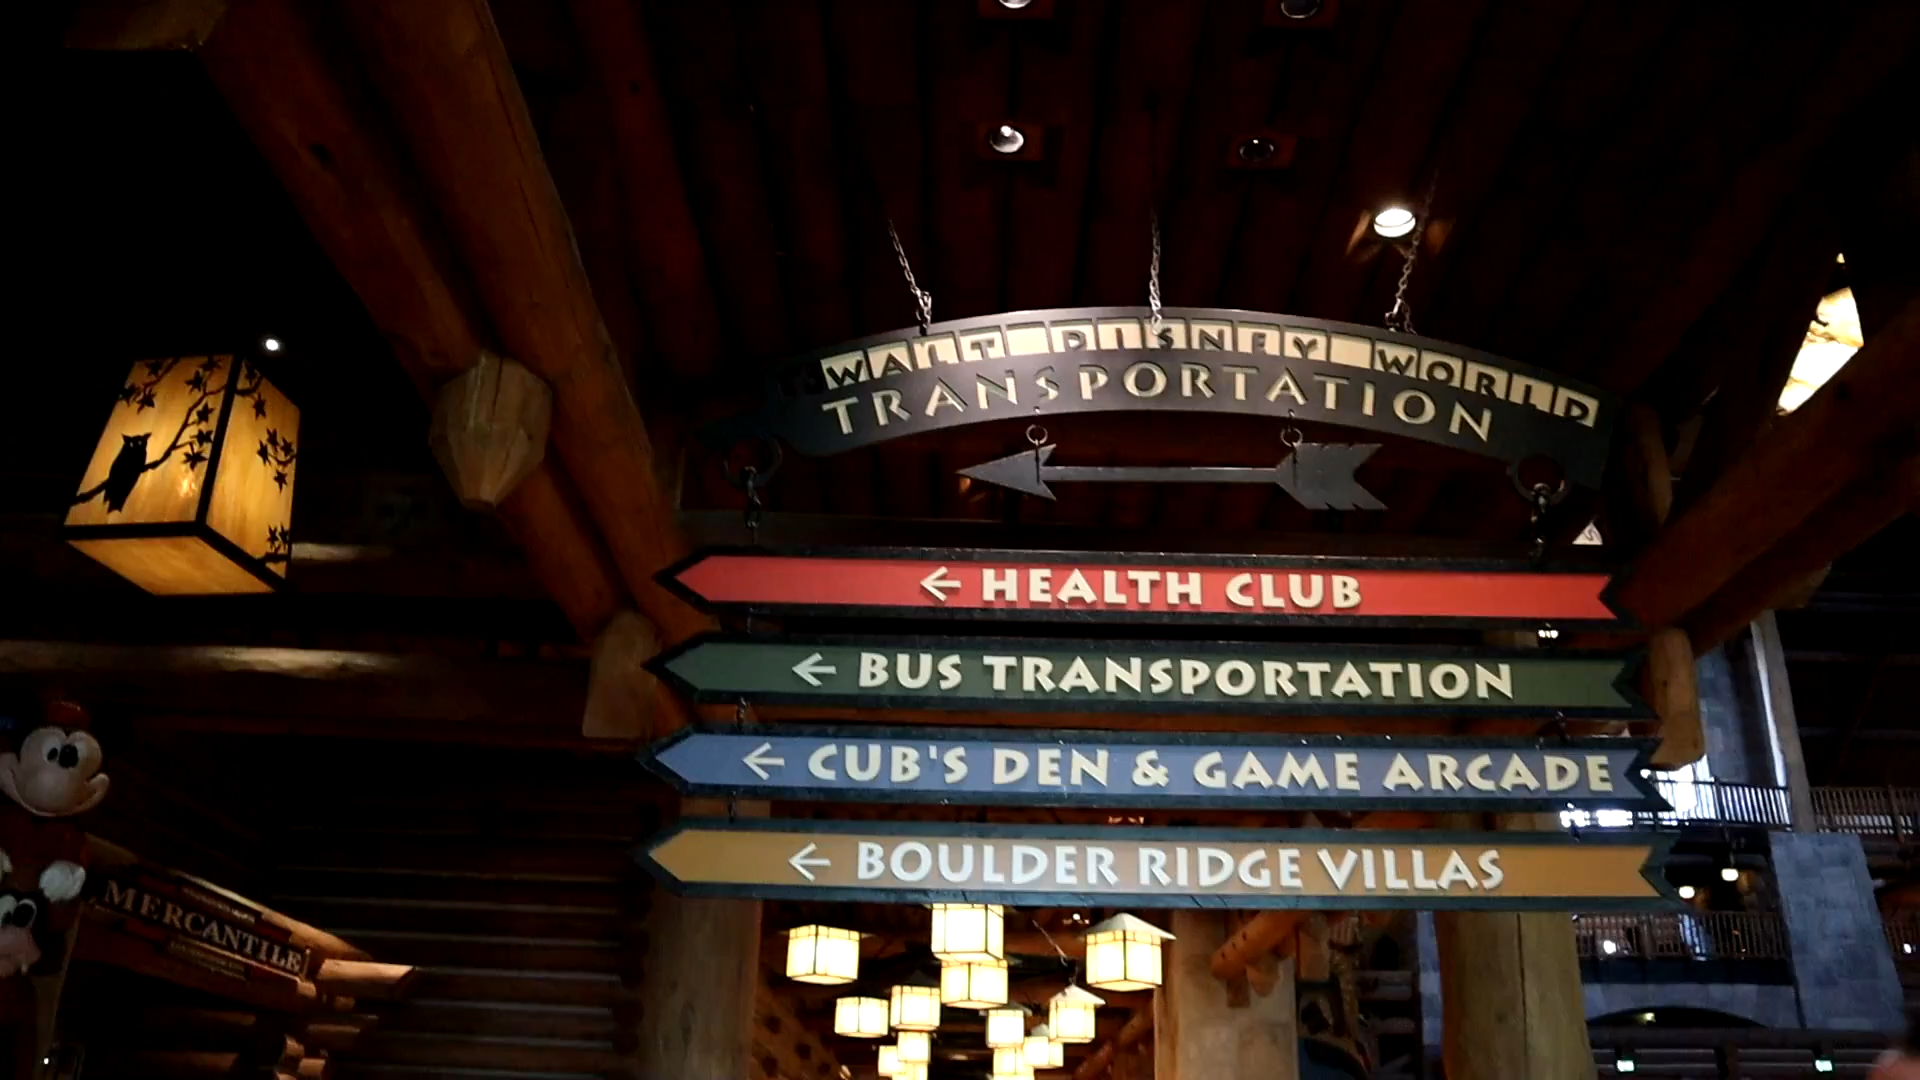 WALT DISNEY WORLD
TRANSPORTATION
← HEALTH CLUB
← BUS TRANSPORTATION
← CUB'S DEN & GAME ARCADE
← BOULDER RIDGE VILLAS
MERCANTILE